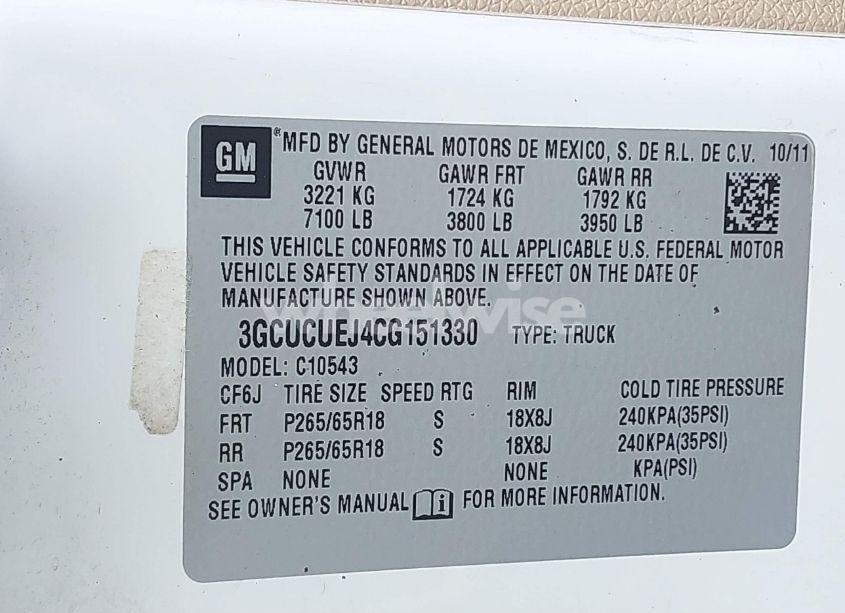 GM ® MFD BY GENERAL MOTORS DE MEXICO, S. DE R.L. DE C.V. 10/11
GVWR GAWR FRT GAWR RR
3221 KG 1724 KG 1792 KG
7100 LB 3800 LB 3950 LB
THIS VEHICLE CONFORMS TO ALL APPLICABLE U.S. FEDERAL MOTOR
VEHICLE SAFETY STANDARDS IN EFFECT ON THE DATE OF
MANUFACTURE SHOWN ABOVE.
wheelwise
3GCUCUEJ4CG151330 TYPE: TRUCK
MODEL: C10543
CF6J TIRE SIZE SPEED RTG RIM COLD TIRE PRESSURE
FRT P265/65R18 S 18X8J 240KPA(35PSI)
RR P265/65R18 S 18X8J 240KPA(35PSI)
SPA NONE NONE KPA(PSI)
SEE OWNER'S MANUAL i FOR MORE INFORMATION.